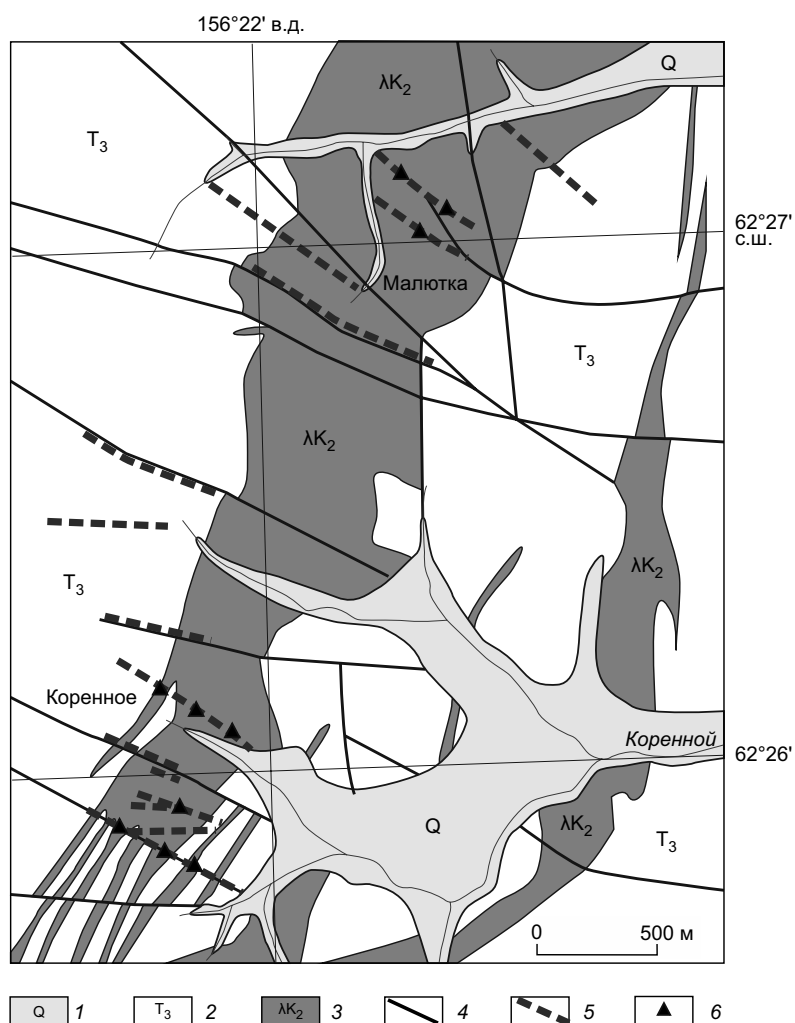 156°22' в.д.
Q
λK₂
T₃
62°27'
с.ш.
Малютка
T₃
λK₂
λK₂
T₃
Коренное
Коренной
62°26'
Q
λK₂
T₃
0 500 м
Q 1 T₃ 2 λK₂ 3 4 5 6